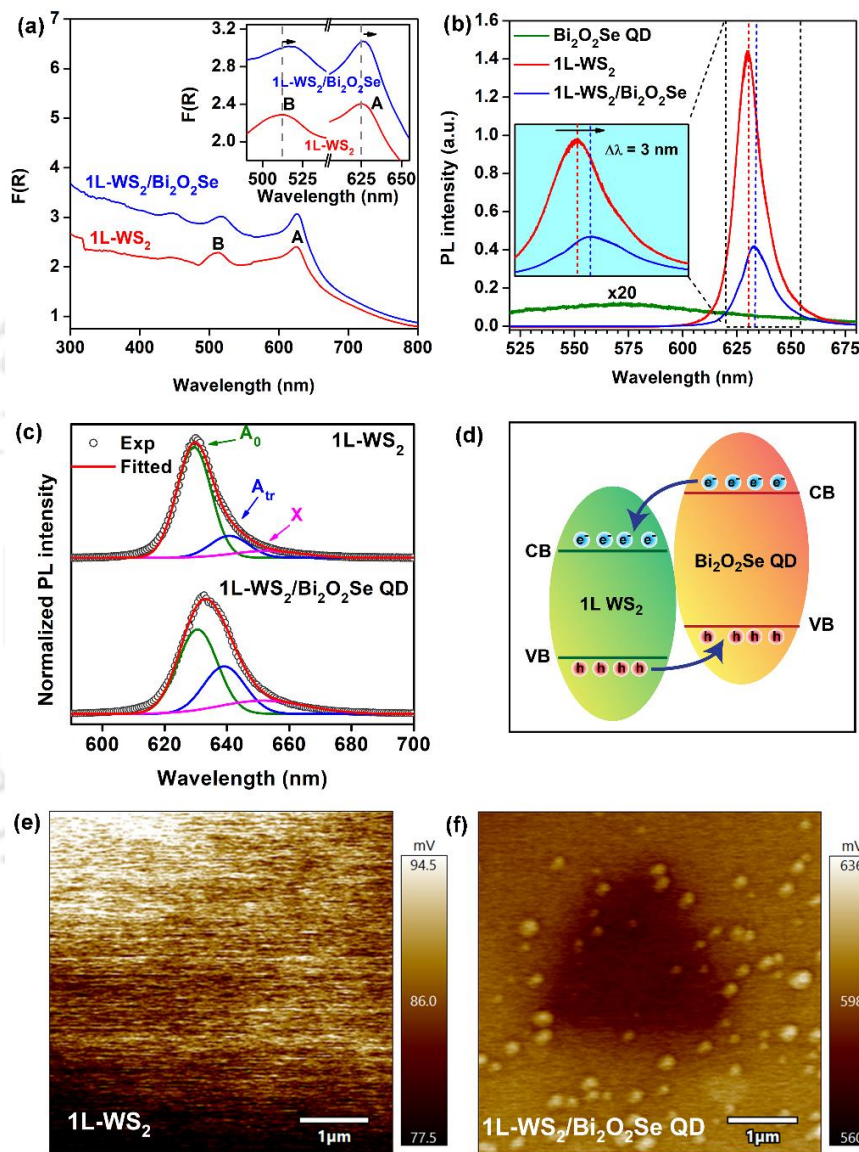 (a)
F(R)
7
6
5
4
3
2
1
300 400 500 600 700 800
Wavelength (nm)
1L-WS₂/Bi₂O₂Se
1L-WS₂
B
A
F(R)
3.2
2.8
2.4
2.0
490 525 625 650
Wavelength (nm)
1L-WS₂/Bi₂O₂Se
B
A
1L-WS₂
(b)
PL intensity (a.u.)
1.6
1.4
1.2
1.0
0.8
0.6
0.4
0.2
0.0
525 550 575 600 625 650 675
Wavelength (nm)
Bi₂O₂Se QD
1L-WS₂
1L-WS₂/Bi₂O₂Se
Δλ = 3 nm
x20
(c)
Normalized PL intensity
Exp
Fitted
A₀
1L-WS₂
Aₜᵣ
X
1L-WS₂/Bi₂O₂Se QD
600 620 640 660 680 700
Wavelength (nm)
(d)
e⁻ e⁻ e⁻ e⁻
CB
CB
e⁻ e⁻ e⁻ e⁻
Bi₂O₂Se QD
1L WS₂
VB
h h h h
VB
h h h h
(e)
mV
94.5
86.0
77.5
1L-WS₂
1µm
(f)
mV
636
598
560
1L-WS₂/Bi₂O₂Se QD
1µm